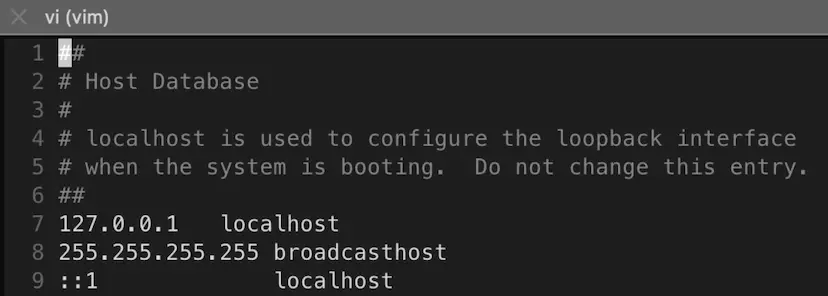 vi (vim)
1 ##
2 # Host Database
3 #
4 # localhost is used to configure the loopback interface
5 # when the system is booting.  Do not change this entry.
6 ##
7 127.0.0.1   localhost
8 255.255.255.255 broadcasthost
9 ::1             localhost